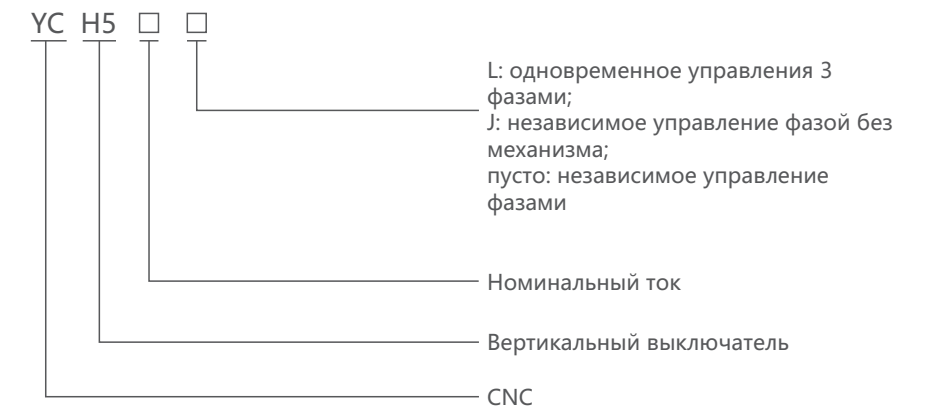 YC H5 □ □
L: одновременное управления 3
фазами;
J: независимое управление фазой без
механизма;
пусто: независимое управление
фазами
Номинальный ток
Вертикальный выключатель
CNC